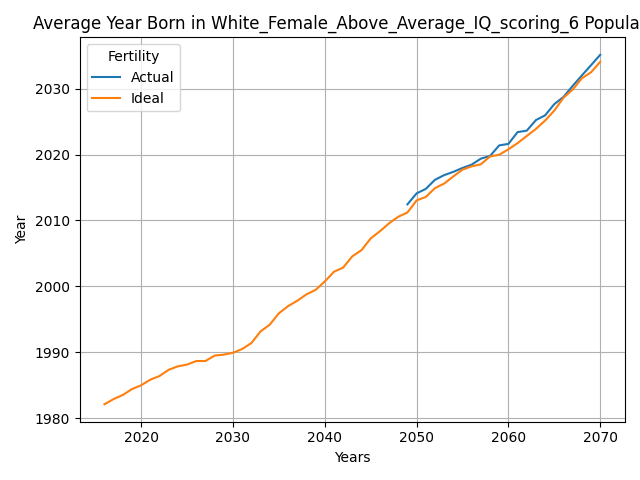 Average Year Born in White_Female_Above_Average_IQ_scoring_6 Popula
Fertility
Actual
Ideal
2030
2020
2010
2000
1990
1980
Year
2020 2030 2040 2050 2060 2070
Years